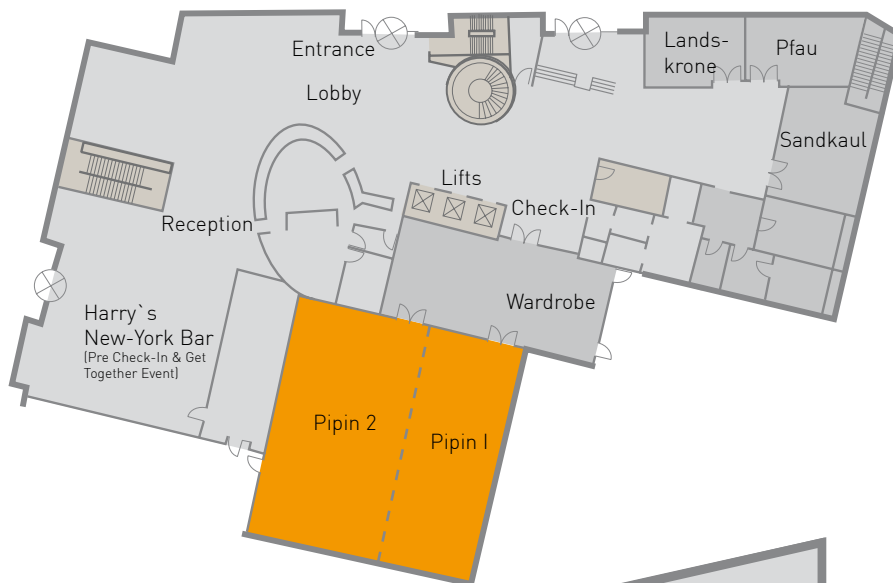 Entrance
Lobby
Lands-
krone
Pfau
Sandkaul
Lifts
Check-In
Reception
Wardrobe
Harry`s
New-York Bar
(Pre Check-In & Get
Together Event)
Pipin 2
Pipin I